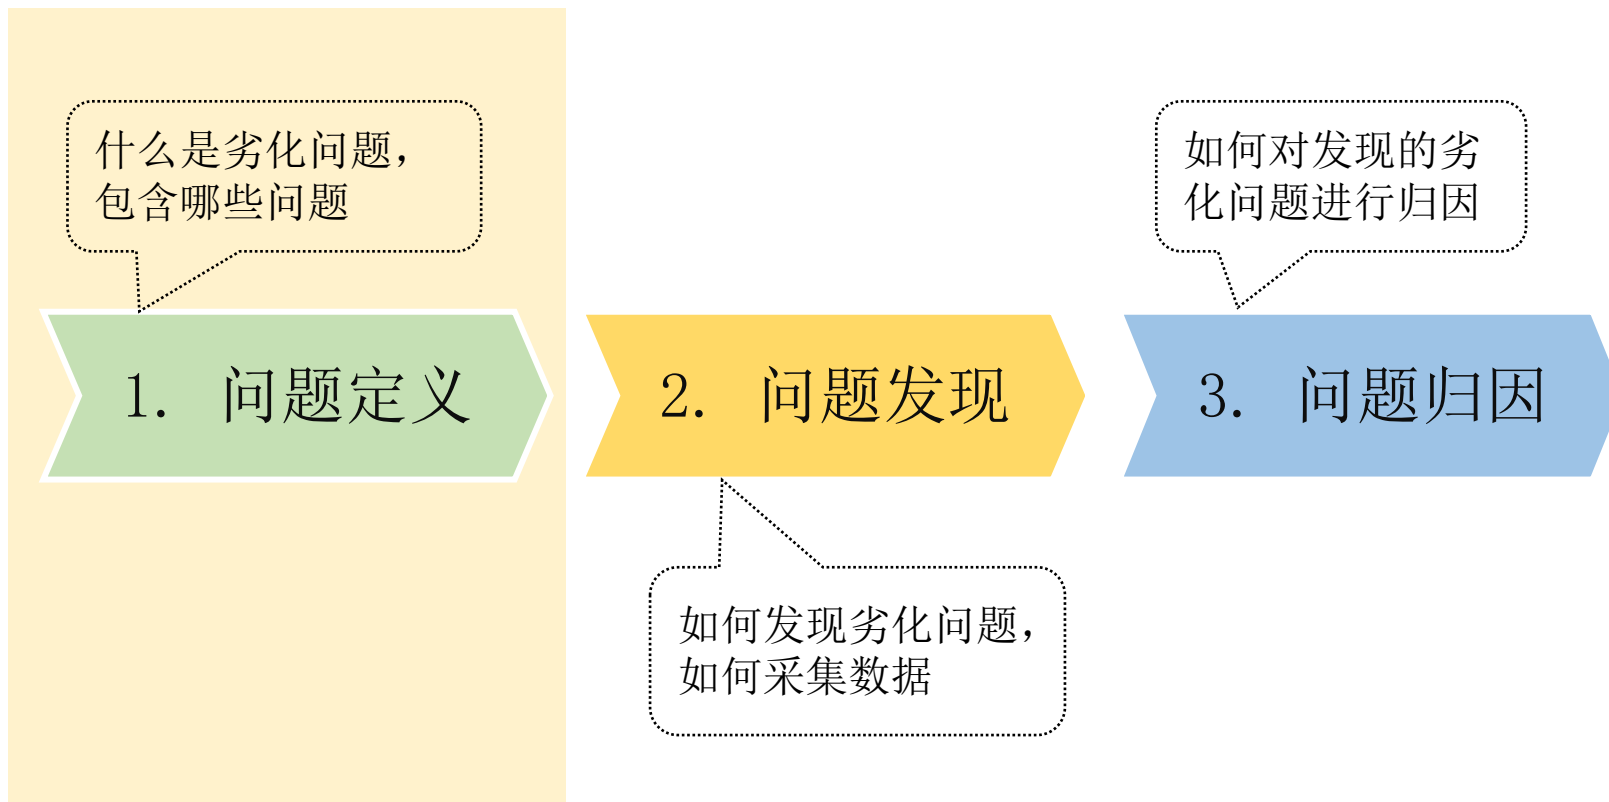 什么是劣化问题，
包含哪些问题
如何对发现的劣
化问题进行归因
1. 问题定义
2. 问题发现
3. 问题归因
如何发现劣化问题，
如何采集数据